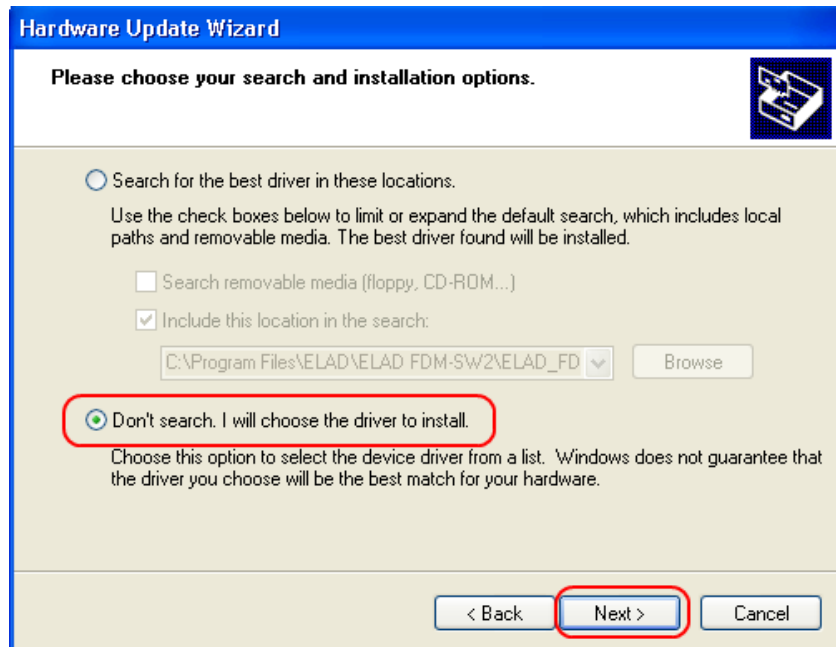 Hardware Update Wizard
Please choose your search and installation options.
Search for the best driver in these locations.
Use the check boxes below to limit or expand the default search, which includes local
paths and removable media. The best driver found will be installed.
Search removable media (floppy, CD-ROM...)
Include this location in the search:
C:\Program Files\ELAD\ELAD FDM-SW2\ELAD_FD
Browse
Don't search. I will choose the driver to install.
Choose this option to select the device driver from a list. Windows does not guarantee that
the driver you choose will be the best match for your hardware.
< Back Next > Cancel